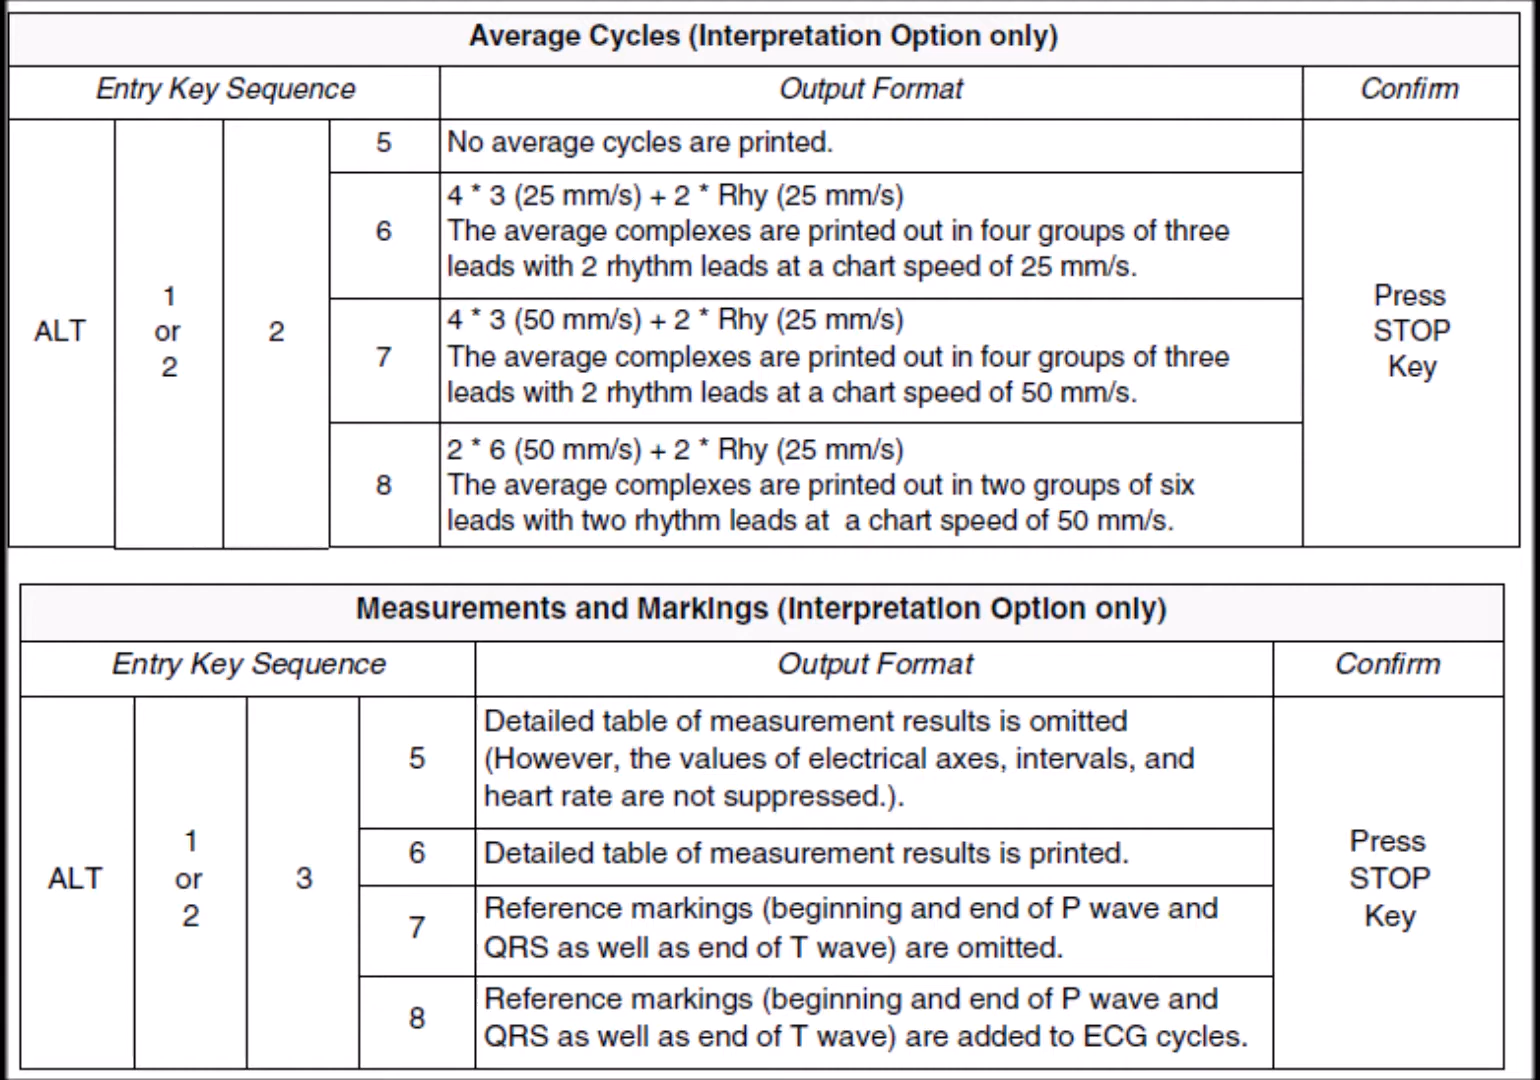 Average Cycles (Interpretation Option only)
Entry Key Sequence
Output Format
Confirm
ALT
1
or
2
2
5
No average cycles are printed.
6
4 * 3 (25 mm/s) + 2 * Rhy (25 mm/s)
The average complexes are printed out in four groups of three
leads with 2 rhythm leads at a chart speed of 25 mm/s.
7
4 * 3 (50 mm/s) + 2 * Rhy (25 mm/s)
The average complexes are printed out in four groups of three
leads with 2 rhythm leads at a chart speed of 50 mm/s.
8
2 * 6 (50 mm/s) + 2 * Rhy (25 mm/s)
The average complexes are printed out in two groups of six
leads with two rhythm leads at a chart speed of 50 mm/s.
Press
STOP
Key
Measurements and Markings (Interpretation Option only)
Entry Key Sequence
Output Format
Confirm
ALT
1
or
2
3
5
Detailed table of measurement results is omitted
(However, the values of electrical axes, intervals, and
heart rate are not suppressed.).
6
Detailed table of measurement results is printed.
7
Reference markings (beginning and end of P wave and
QRS as well as end of T wave) are omitted.
8
Reference markings (beginning and end of P wave and
QRS as well as end of T wave) are added to ECG cycles.
Press
STOP
Key